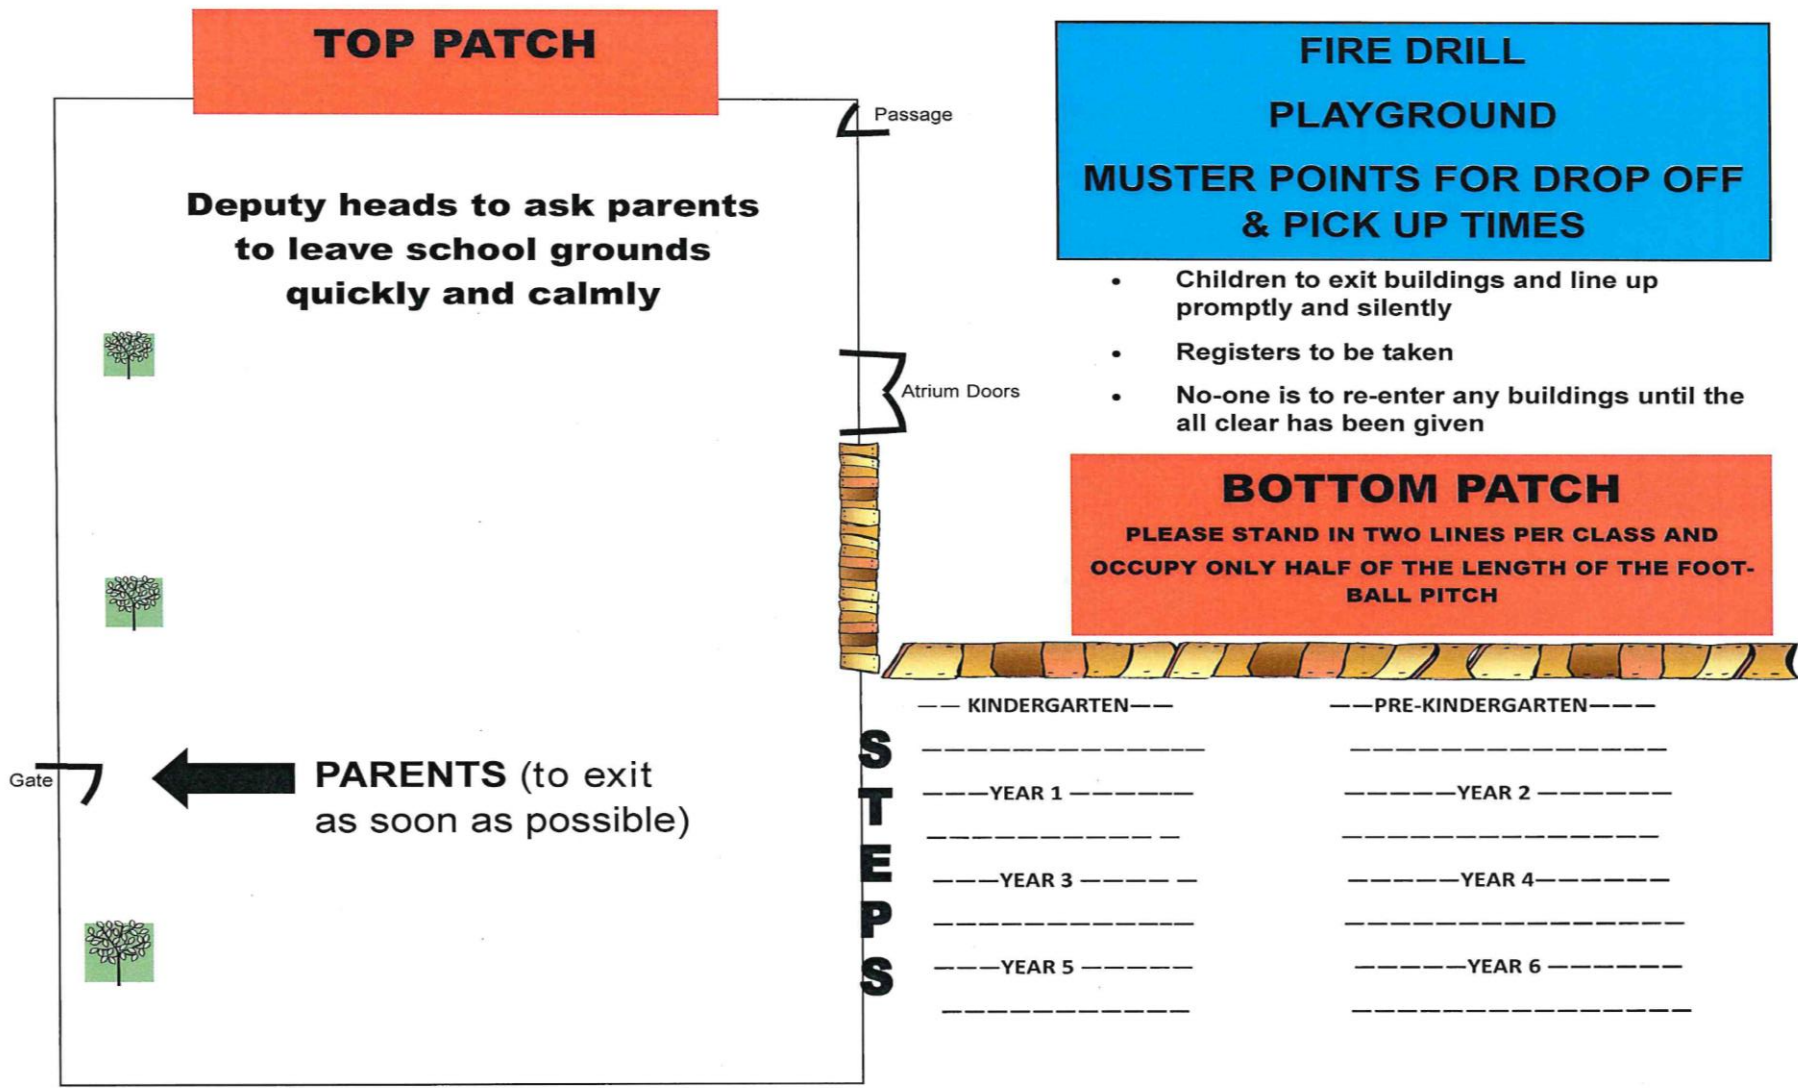 TOP PATCH
Passage
Deputy heads to ask parents
to leave school grounds
quickly and calmly
Atrium Doors
Gate
PARENTS (to exit
as soon as possible)
FIRE DRILL
PLAYGROUND
MUSTER POINTS FOR DROP OFF
& PICK UP TIMES
• Children to exit buildings and line up
promptly and silently
• Registers to be taken
• No-one is to re-enter any buildings until the
all clear has been given
BOTTOM PATCH
PLEASE STAND IN TWO LINES PER CLASS AND
OCCUPY ONLY HALF OF THE LENGTH OF THE FOOT-
BALL PITCH
STEPS
KINDERGARTEN
PRE-KINDERGARTEN
YEAR 1
YEAR 2
YEAR 3
YEAR 4
YEAR 5
YEAR 6